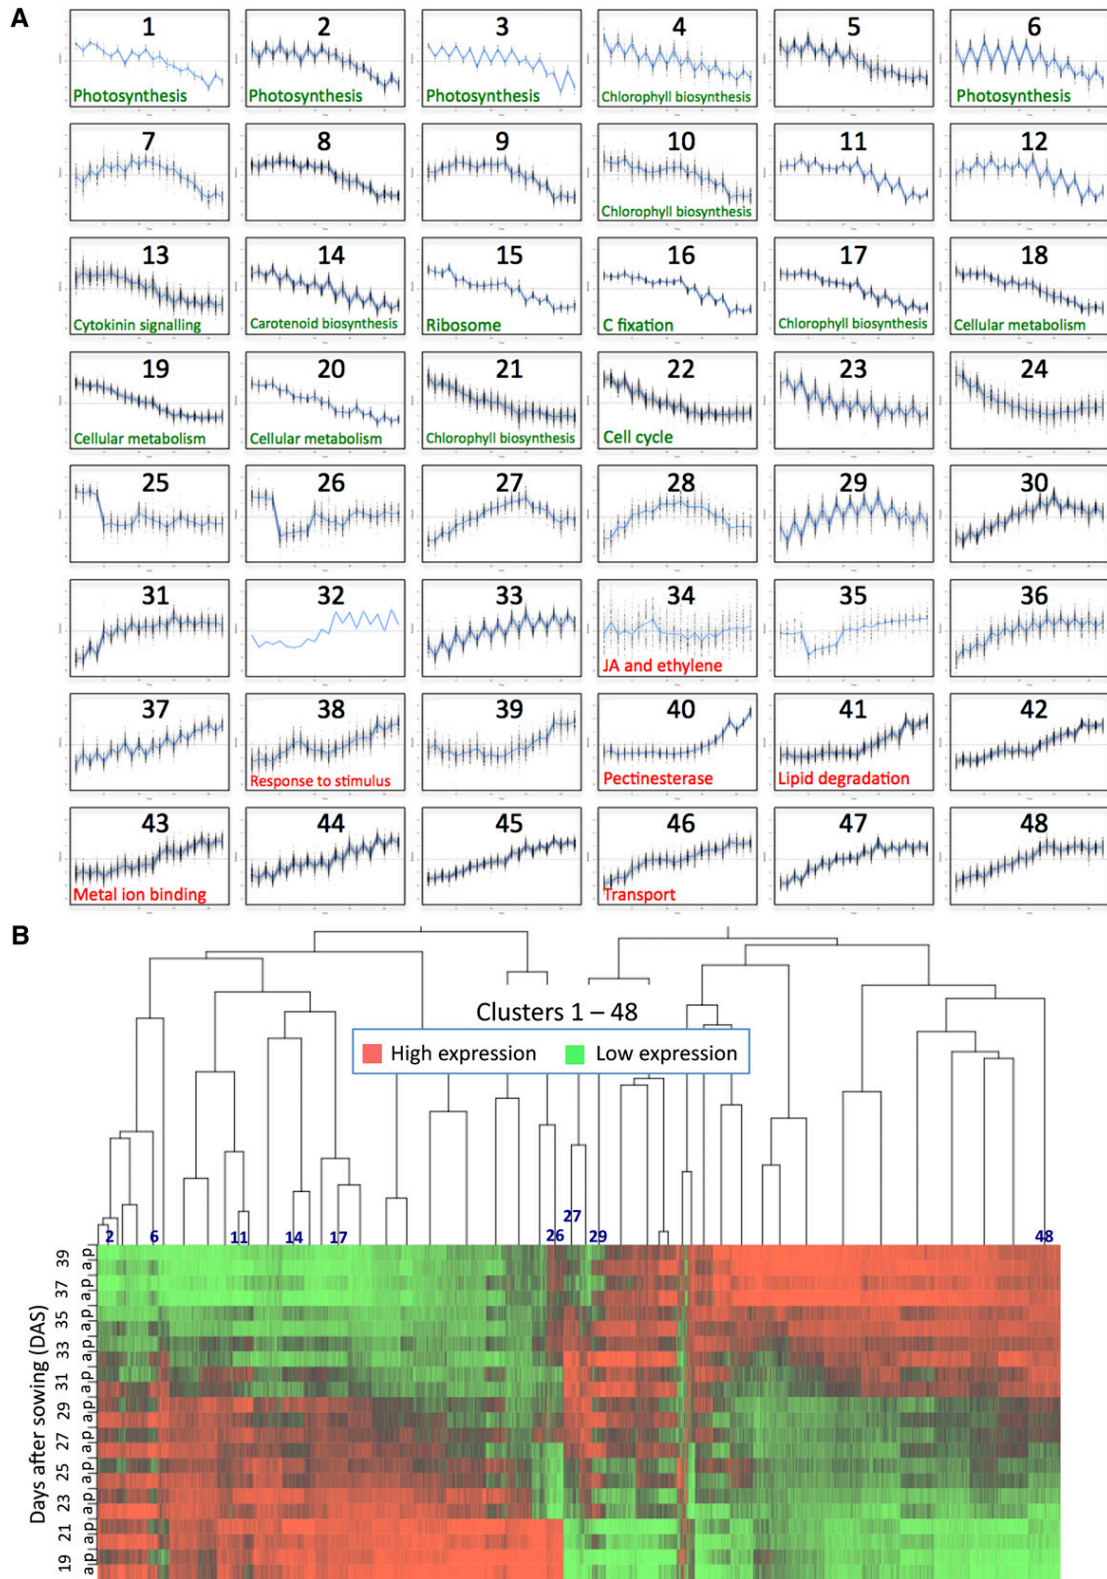 A
1 2 3 4 5 6
Photosynthesis Photosynthesis Photosynthesis Chlorophyll biosynthesis Photosynthesis
7 8 9 10 11 12
Chlorophyll biosynthesis
13 14 15 16 17 18
Cytokinin signalling Carotenoid biosynthesis Ribosome C fixation Chlorophyll biosynthesis Cellular metabolism
19 20 21 22 23 24
Cellular metabolism Cellular metabolism Chlorophyll biosynthesis Cell cycle
25 26 27 28 29 30
31 32 33 34 35 36
JA and ethylene
37 38 39 40 41 42
Response to stimulus Pectinesterase Lipid degradation
43 44 45 46 47 48
Metal ion binding Transport
B
Clusters 1 – 48
High expression Low expression
27
2 6 11 14 17 26 29 48
Days after sowing (DAS)
39 a p
37 a p
35 a p
33 a p
31 a p
29 a p
27 a p
25 a p
23 a p
21 a p
19 a p